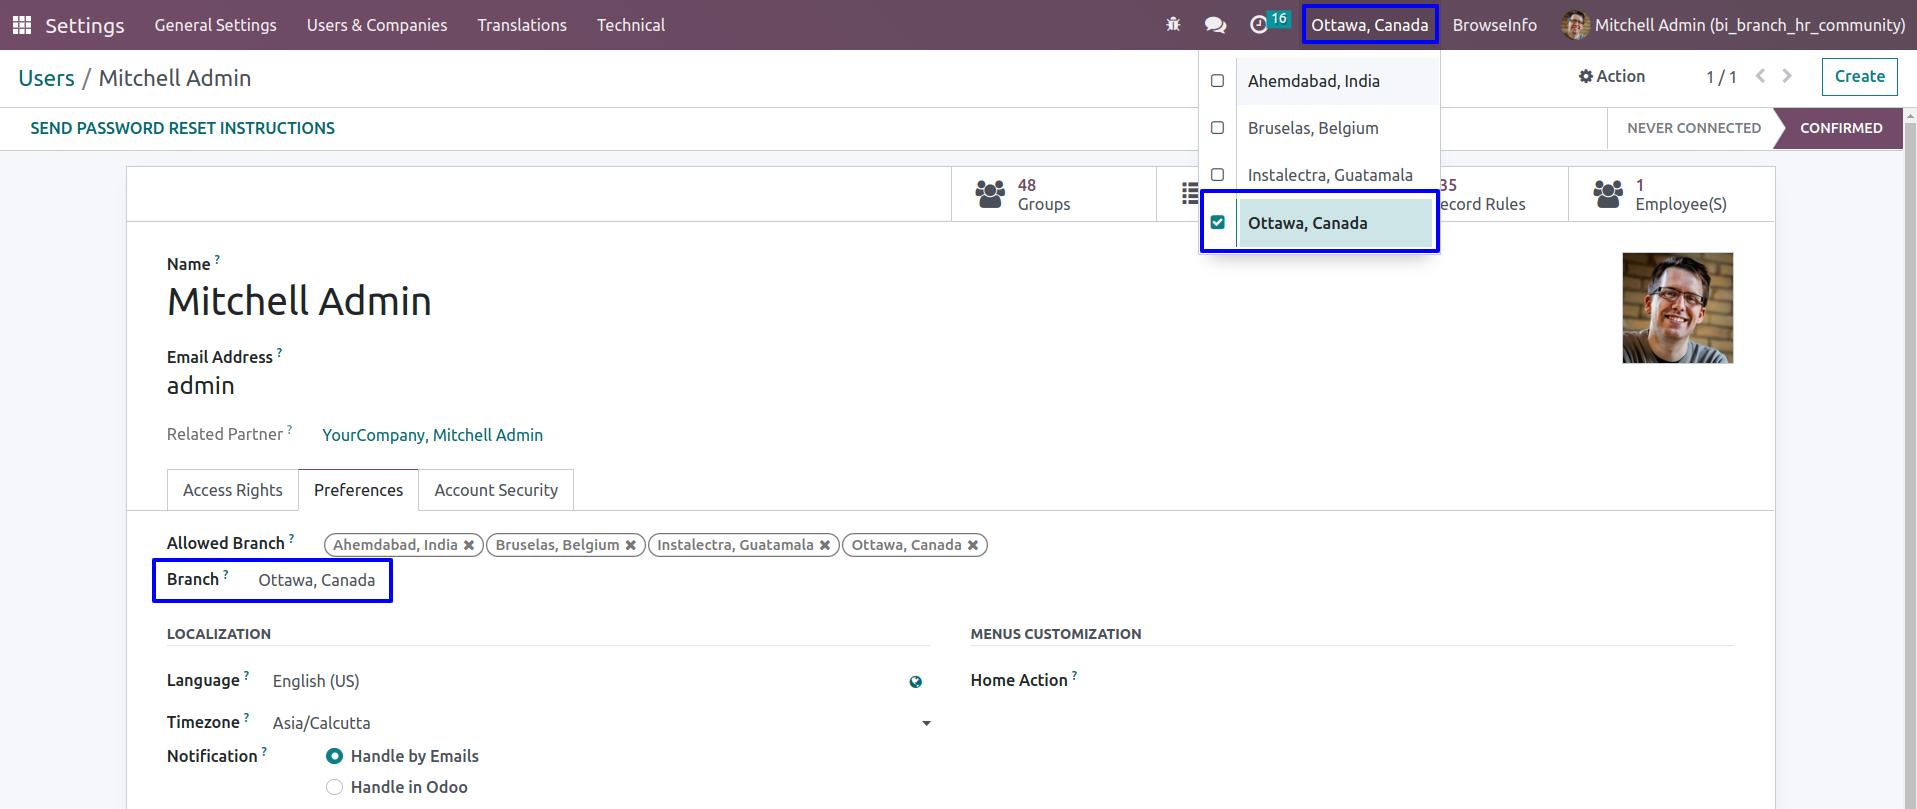 Settings General Settings Users & Companies Translations Technical 16 Ottawa, Canada BrowseInfo Mitchell Admin (bi_branch_hr_community)
Users / Mitchell Admin
Action 1 / 1 Create
Ahemdabad, India
Bruselas, Belgium
Instalectra, Guatamala
Ottawa, Canada
SEND PASSWORD RESET INSTRUCTIONS NEVER CONNECTED CONFIRMED
48
Groups
35
ecord Rules
1
Employee(S)
Name ?
Mitchell Admin
Email Address ?
admin
Related Partner ? YourCompany, Mitchell Admin
Access Rights Preferences Account Security
Allowed Branch ? Ahemdabad, India Bruselas, Belgium Instalectra, Guatamala Ottawa, Canada
Branch ? Ottawa, Canada
LOCALIZATION
Language ? English (US)
Timezone ? Asia/Calcutta
Notification ? Handle by Emails
Handle in Odoo
MENUS CUSTOMIZATION
Home Action ?